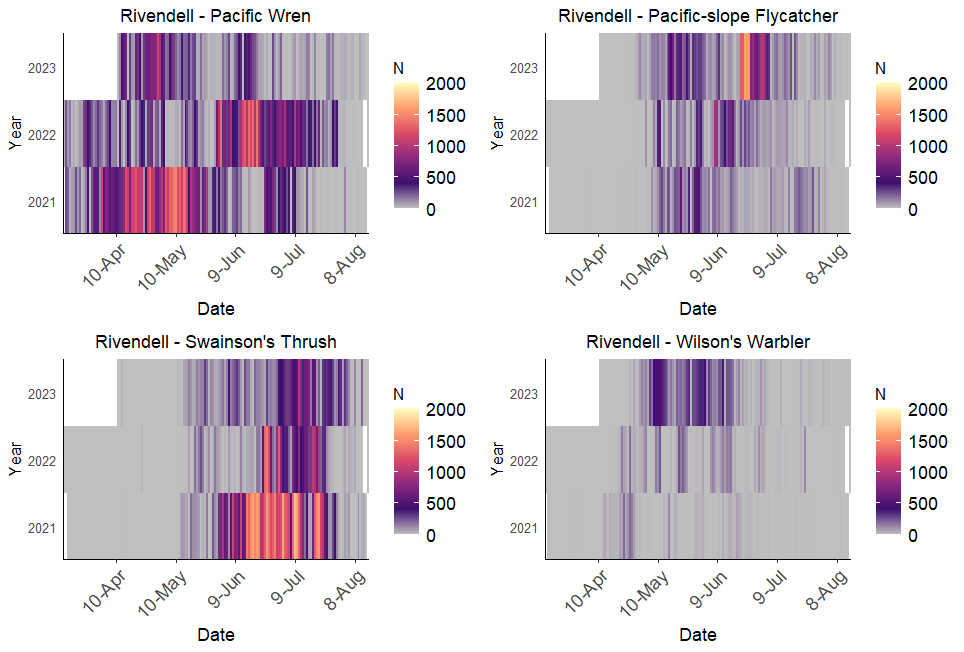 Rivendell - Pacific Wren
Year
2023
2022
2021
10-Apr
10-May
9-Jun
9-Jul
8-Aug
Date
N
2000
1500
1000
500
0
Rivendell - Pacific-slope Flycatcher
Year
2023
2022
2021
10-Apr
10-May
9-Jun
9-Jul
8-Aug
Date
N
2000
1500
1000
500
0
Rivendell - Swainson's Thrush
Year
2023
2022
2021
10-Apr
10-May
9-Jun
9-Jul
8-Aug
Date
N
2000
1500
1000
500
0
Rivendell - Wilson's Warbler
Year
2023
2022
2021
10-Apr
10-May
9-Jun
9-Jul
8-Aug
Date
N
2000
1500
1000
500
0